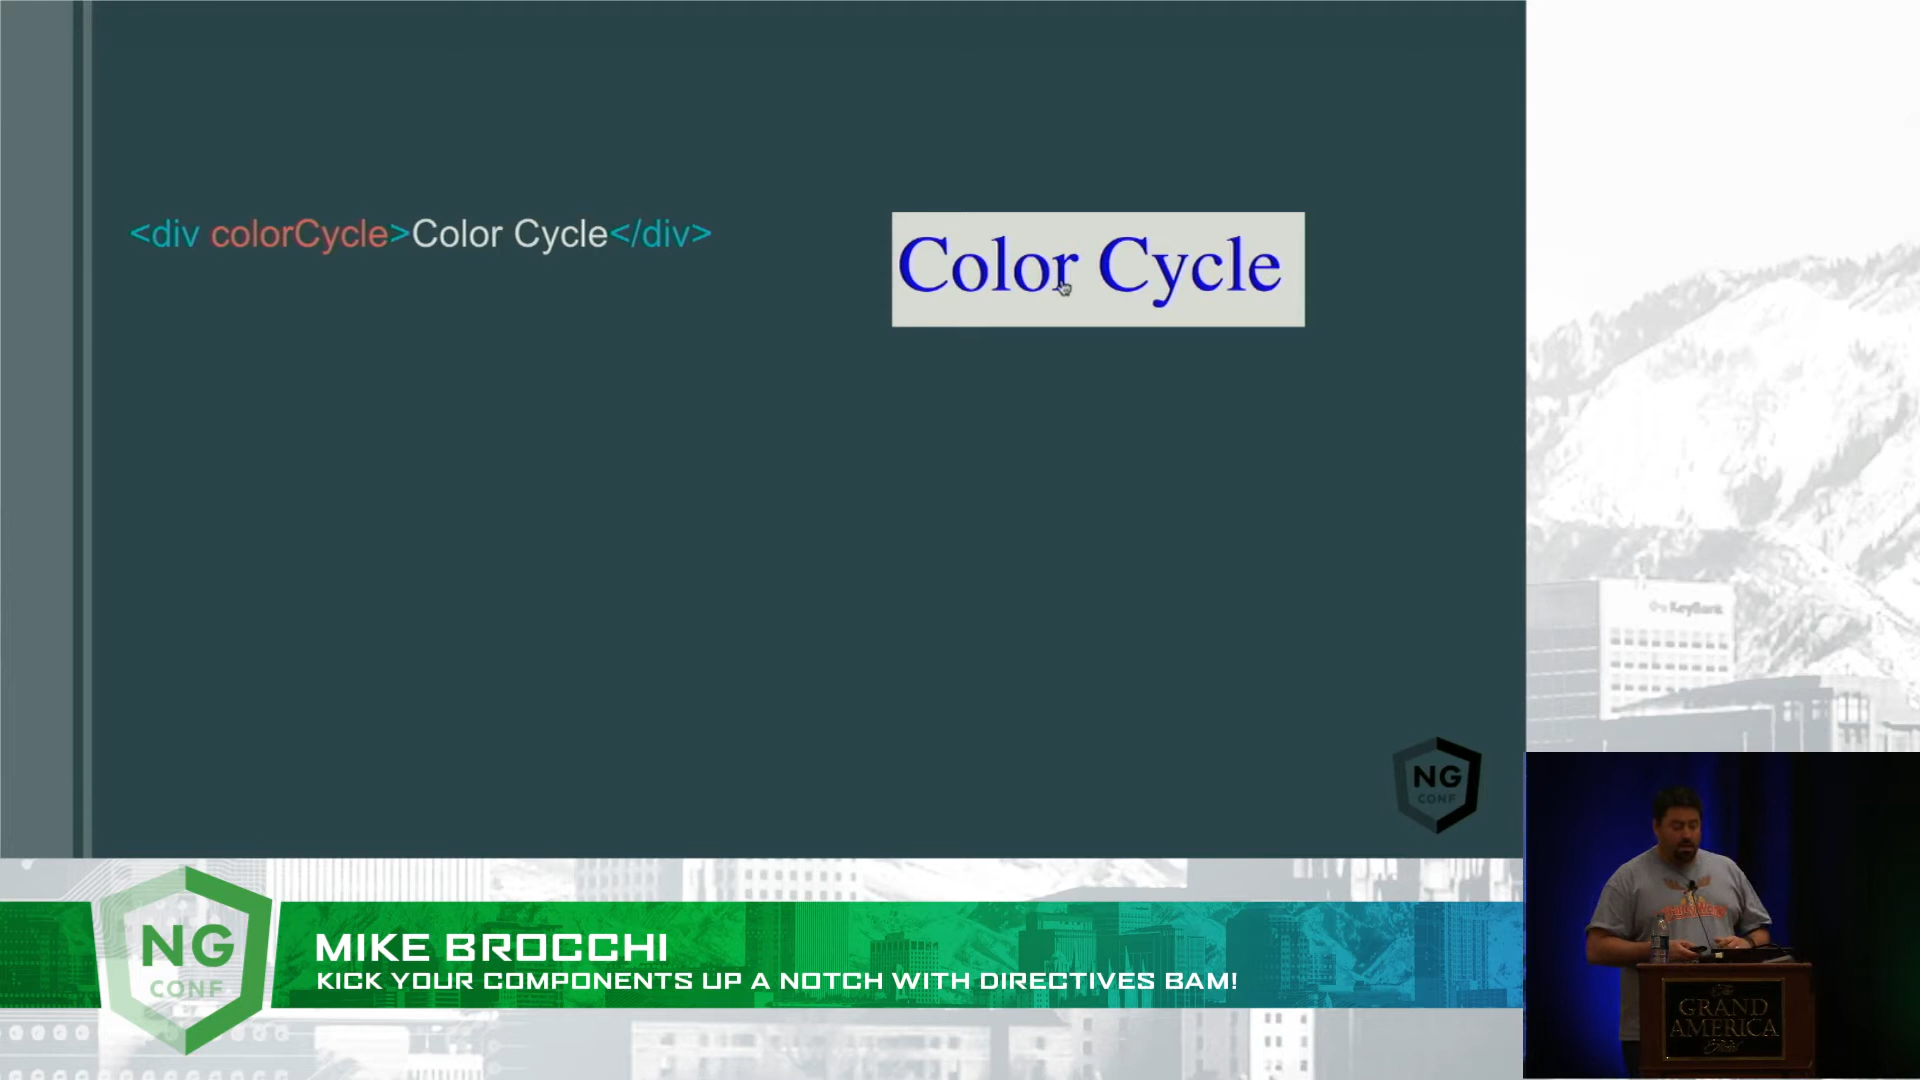 <div colorCycle>Color Cycle</div>
Color Cycle
KeyBank
NG
CONF
NG
CONF
MIKE BROCCHI
KICK YOUR COMPONENTS UP A NOTCH WITH DIRECTIVES BAM!
GRAND
AMERICA